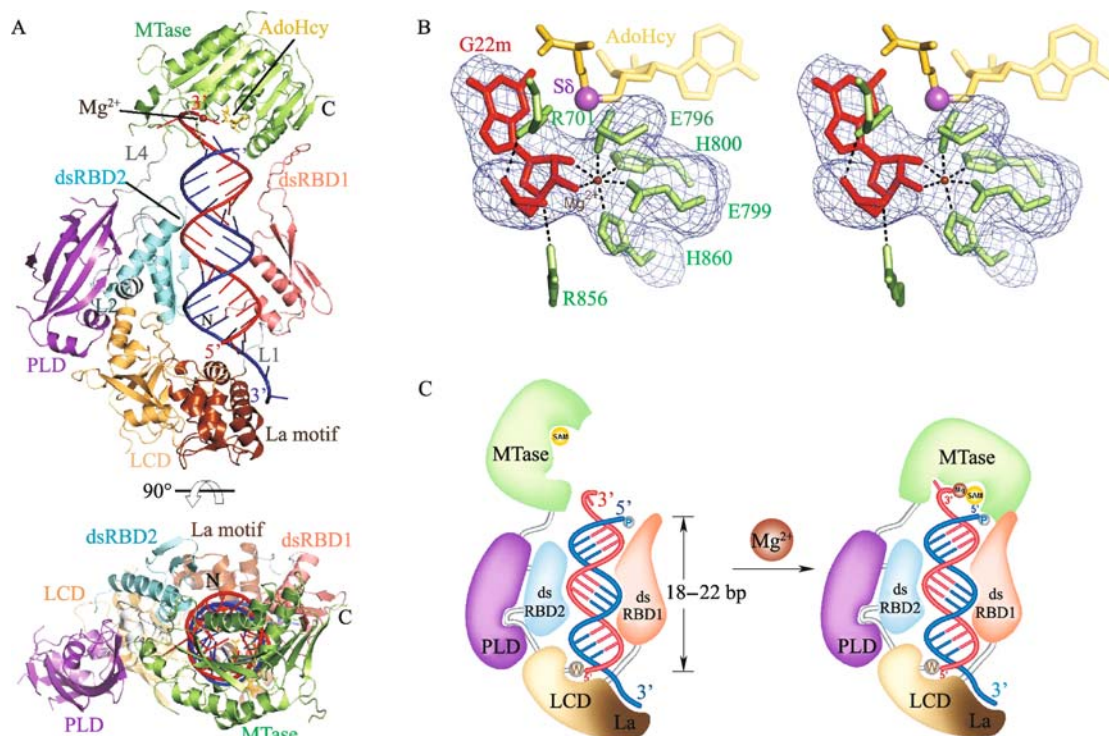 A
MTase
AdoHcy
Mg2+
3'
C
L4
dsRBD2
dsRBD1
L2
N
PLD
5'
L1
3'
La motif
LCD
90°
La motif
dsRBD2
dsRBD1
LCD
N
C
PLD
MTase
B
G22m
AdoHcy
Sδ
R701
E796
H800
Mg2+
E799
H860
R856
C
SAM
MTase
3'
5'
P
ds
RBD2
ds
RBD1
PLD
18–22 bp
W
5'
LCD
3'
La
Mg2+
MTase
3'
Mg
SAM
5'
P
ds
RBD2
ds
RBD1
PLD
W
5'
LCD
3'
La